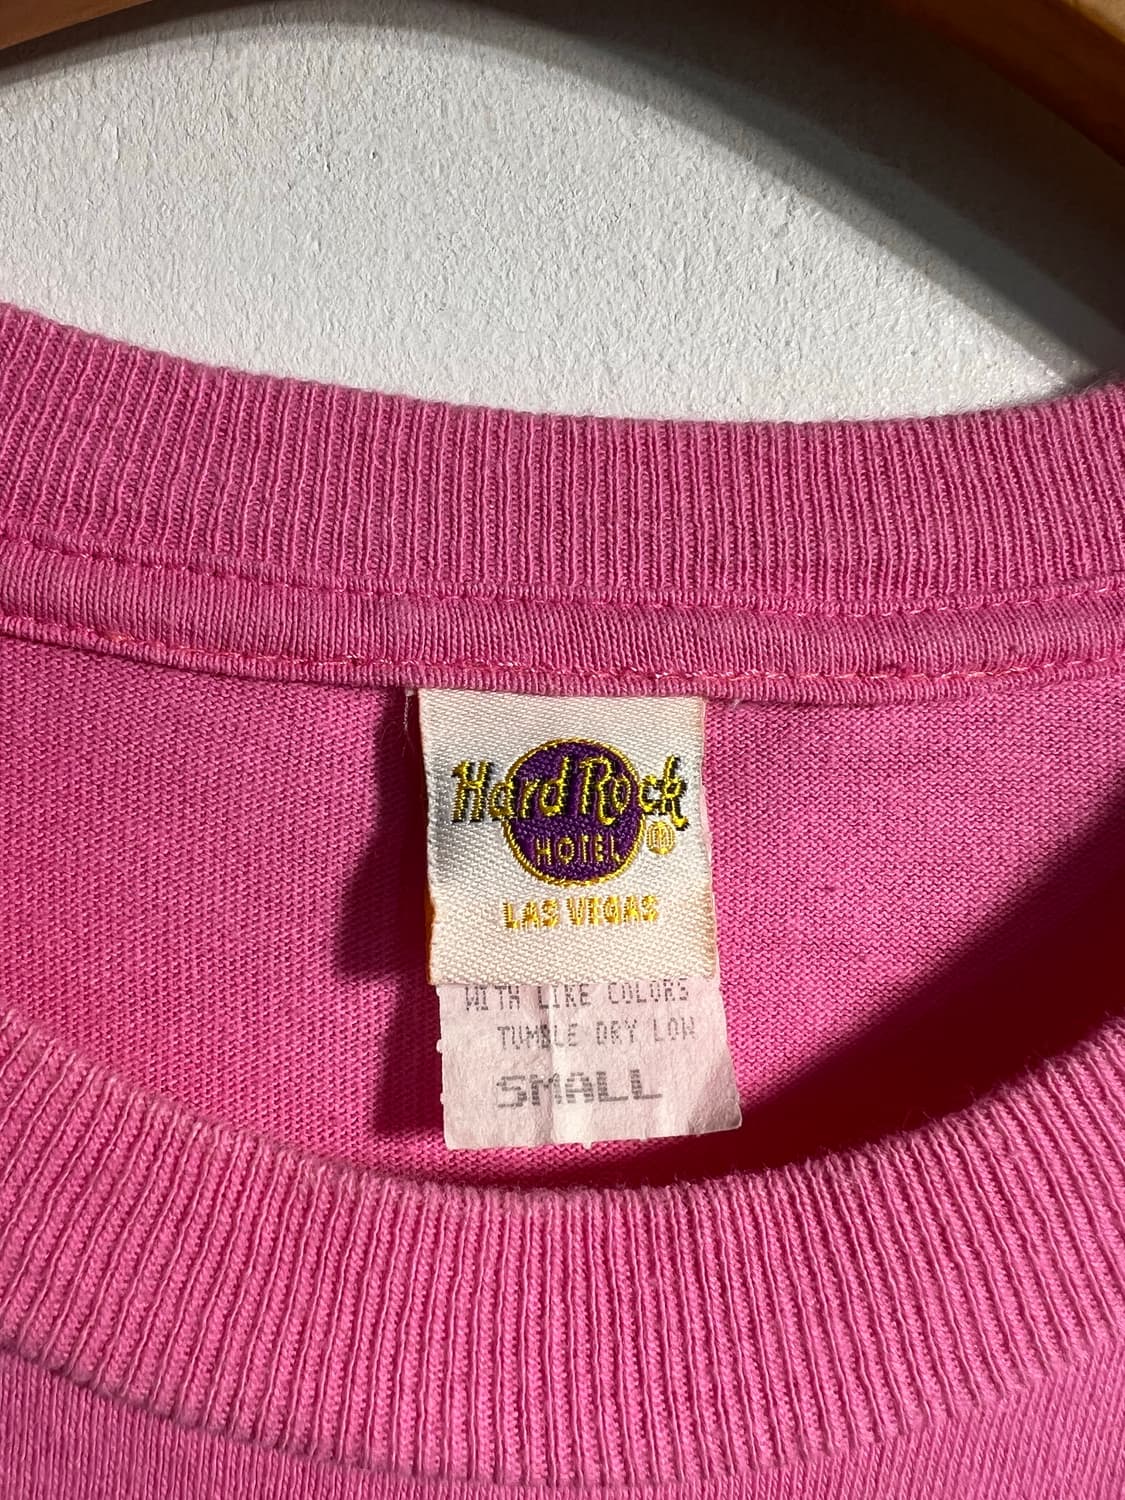 Hard Rock
HOTEL ®
LAS VEGAS
WITH LIKE COLORS
TUMBLE DRY LOW
SMALL